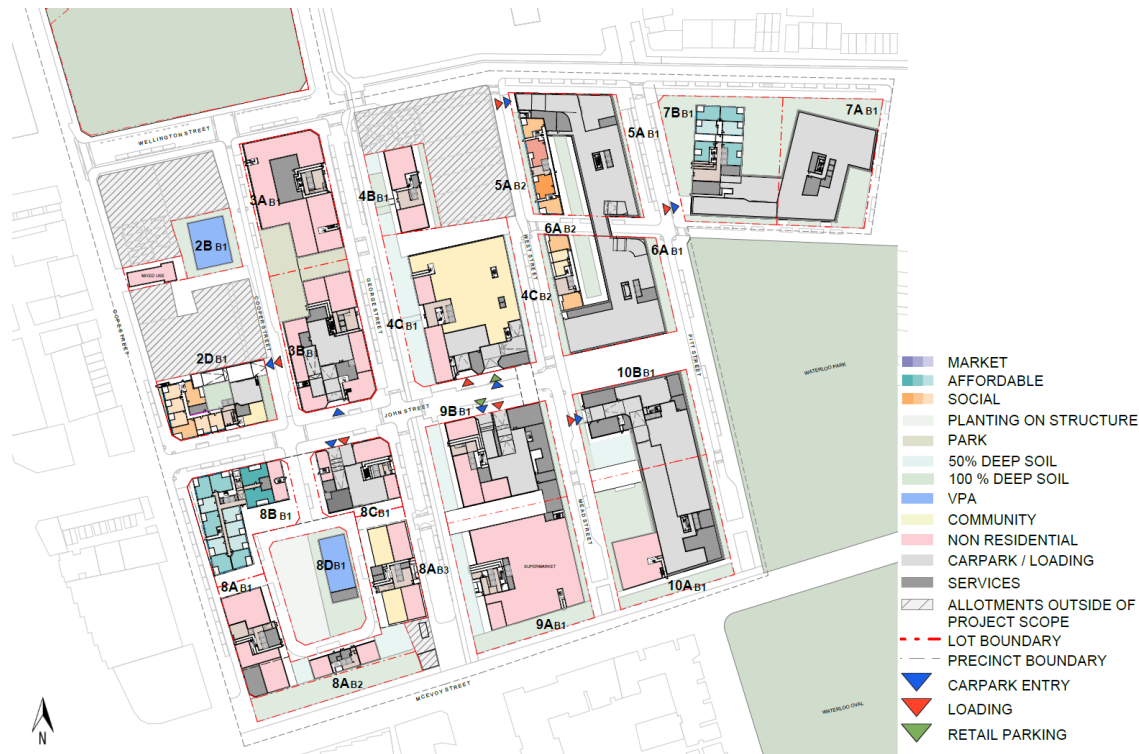 WELLINGTON STREET
7B B1
7A B1
5A B1
3A B1
4B B1
5A B2
2B B1
6A B2
6A B1
MIXED USE
WEST STREET
GEORGE STREET
COOPER STREET
COPE STREET
4C B2
4C B1
PITT STREET
2D B1
3B B1
WATERLOO PARK
10B B1
JOHN STREET
9B B1
8B B1
8C B1
MEAD STREET
8D B1
8A B3
SUPERMARKET
8A B1
10A B1
9A B1
8A B2
MCEVOY STREET
WATERLOO OVAL
N
MARKET
AFFORDABLE
SOCIAL
PLANTING ON STRUCTURE
PARK
50% DEEP SOIL
100 % DEEP SOIL
VPA
COMMUNITY
NON RESIDENTIAL
CARPARK / LOADING
SERVICES
ALLOTMENTS OUTSIDE OF
PROJECT SCOPE
LOT BOUNDARY
PRECINCT BOUNDARY
CARPARK ENTRY
LOADING
RETAIL PARKING